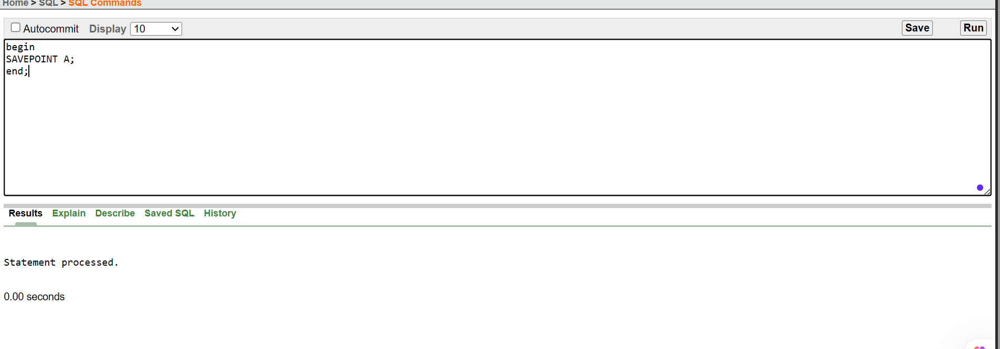 Home > SQL > SQL Commands
Autocommit Display 10 Save Run
begin
SAVEPOINT A;
end;
Results Explain Describe Saved SQL History
Statement processed.
0.00 seconds